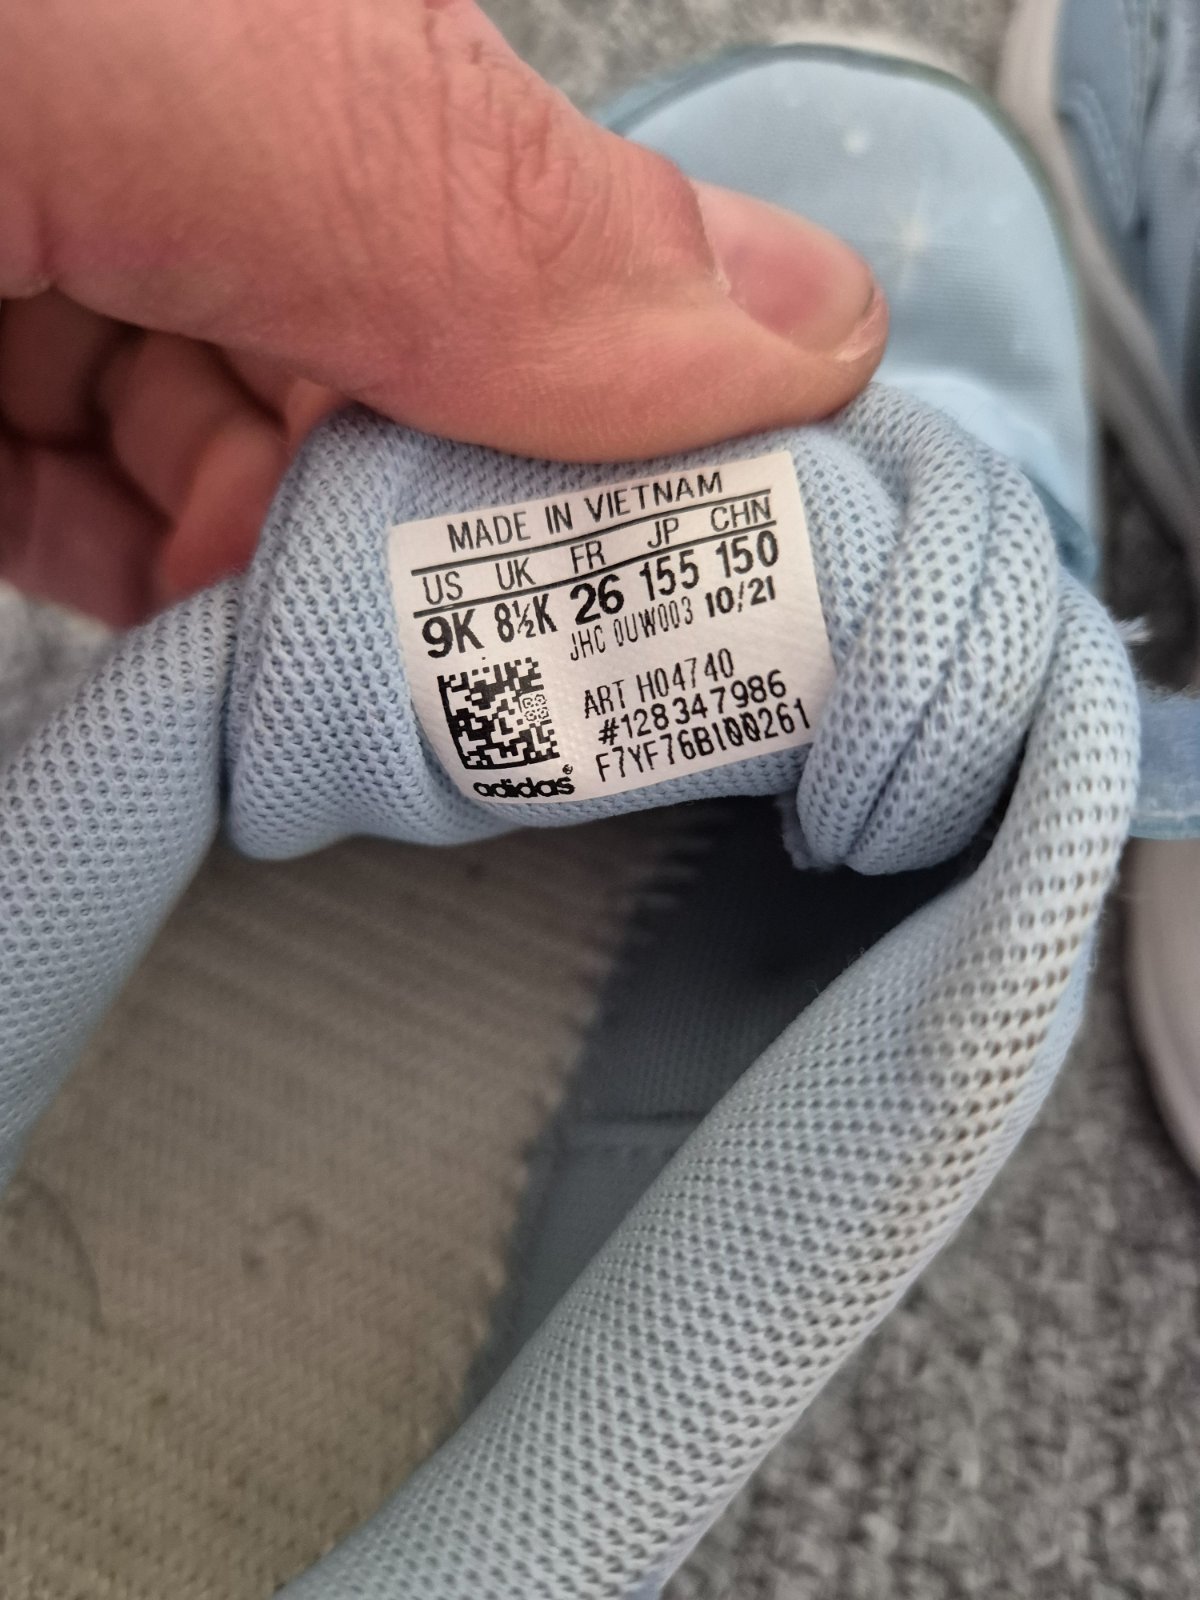 MADE IN VIETNAM
US UK FR JP CHN
9K 8½K 26 155 150
JHC 0UW003 10/21
ART H04740
#128347986
F7YF76B100261
adidas®